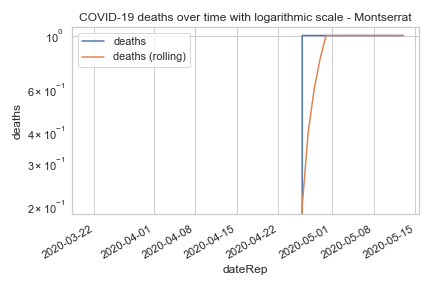 COVID-19 deaths over time with logarithmic scale - Montserrat
deaths
deaths (rolling)
10⁰
6 × 10⁻¹
4 × 10⁻¹
3 × 10⁻¹
2 × 10⁻¹
deaths
2020-03-22
2020-04-01
2020-04-08
2020-04-15
2020-04-22
2020-05-01
2020-05-08
2020-05-15
dateRep